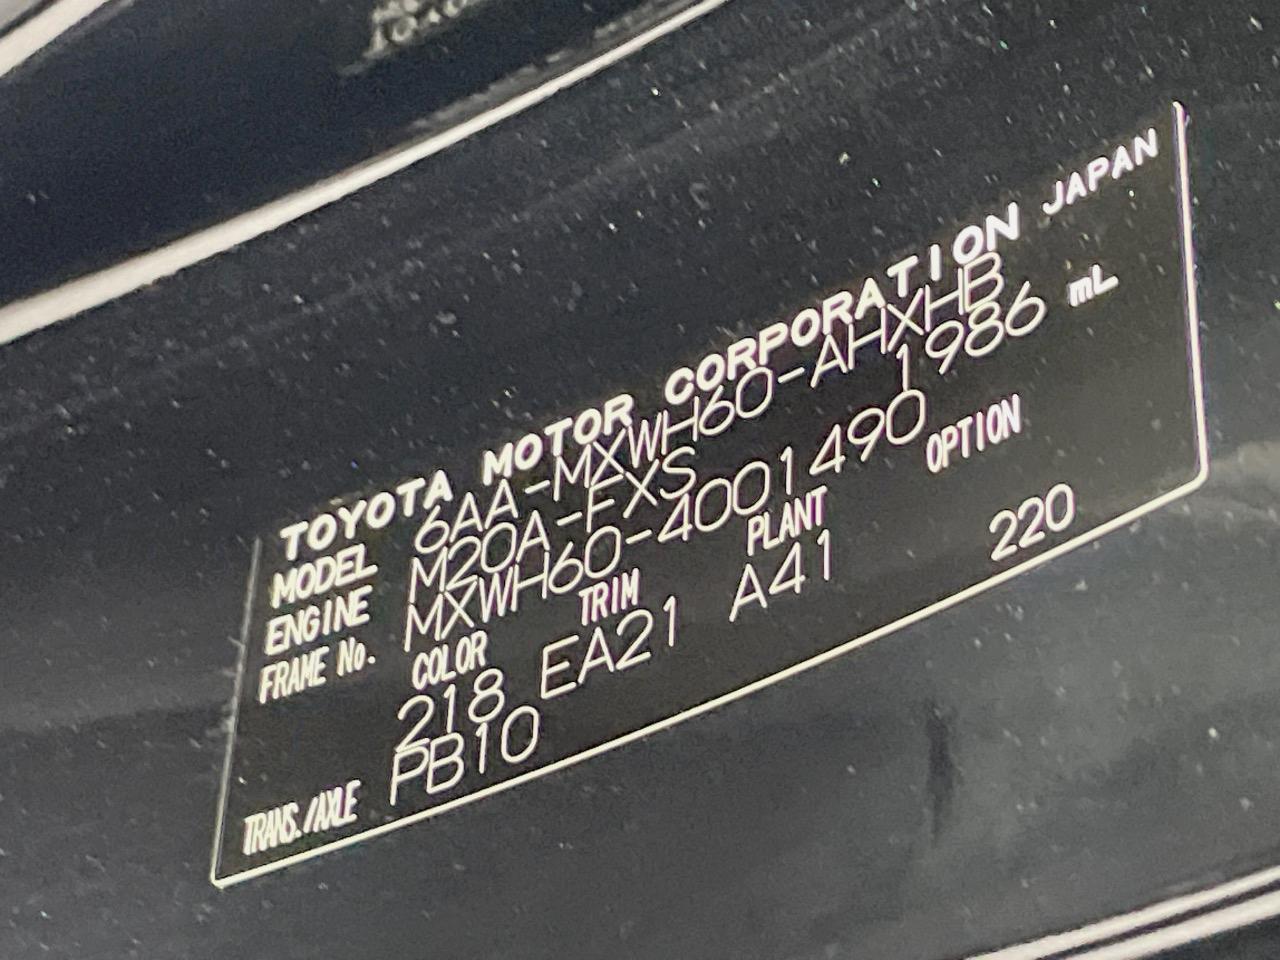 TOYOTA MOTOR CORPORATION JAPAN
MODEL 6AA-MXWH60-AHXHB
ENGINE M20A-FXS 1986 mL
FRAME No. MXWH60-4001490
COLOR TRIM PLANT OPTION
218 EA21 A41 220
TRANS./AXLE PB10